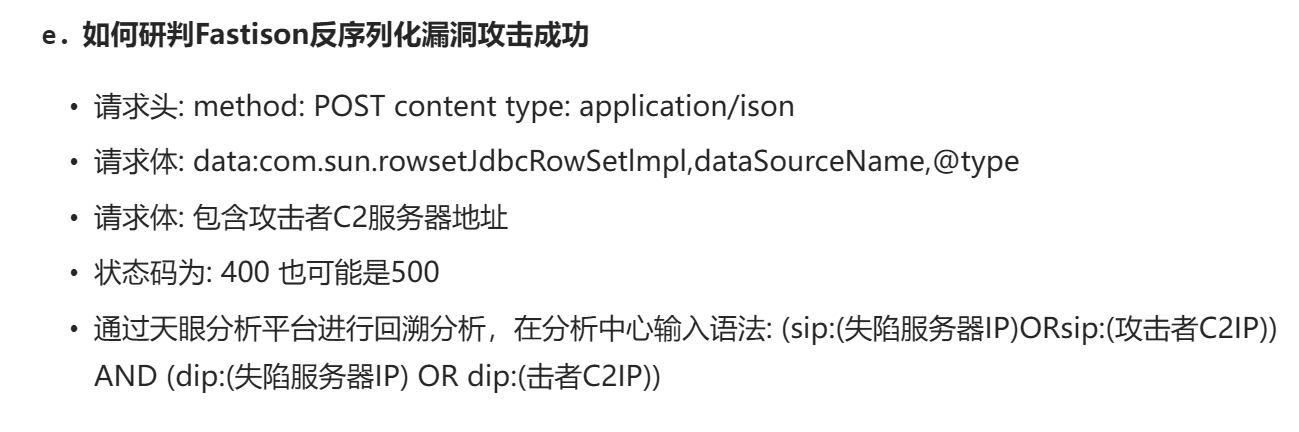 e. 如何研判Fastison反序列化漏洞攻击成功
• 请求头: method: POST content type: application/ison
• 请求体: data:com.sun.rowsetJdbcRowSetlmpl,dataSourceName,@type
• 请求体: 包含攻击者C2服务器地址
• 状态码为: 400 也可能是500
• 通过天眼分析平台进行回溯分析，在分析中心输入语法: (sip:(失陷服务器IP)ORsip:(攻击者C2IP))
AND (dip:(失陷服务器IP) OR dip:(击者C2IP))